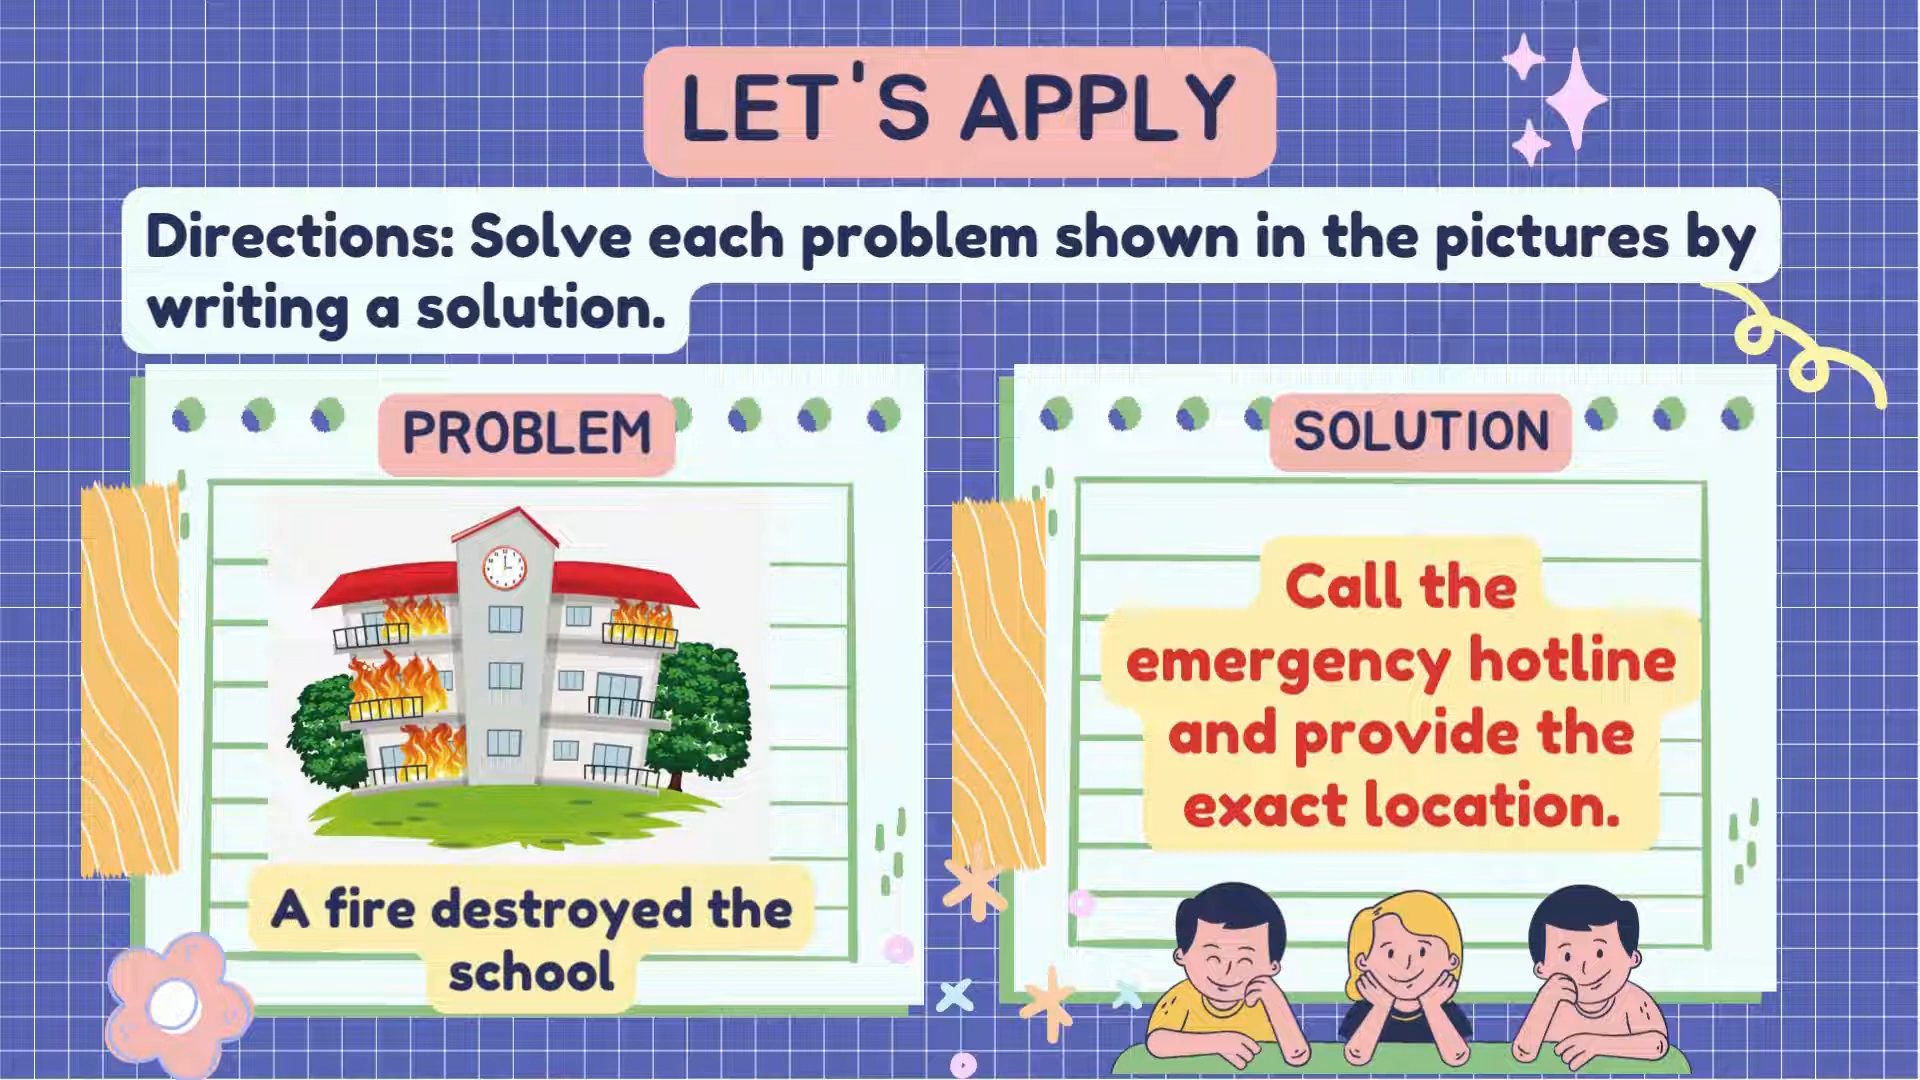 LET'S APPLY
Directions: Solve each problem shown in the pictures by
writing a solution.
PROBLEM
A fire destroyed the
school
SOLUTION
Call the
emergency hotline
and provide the
exact location.